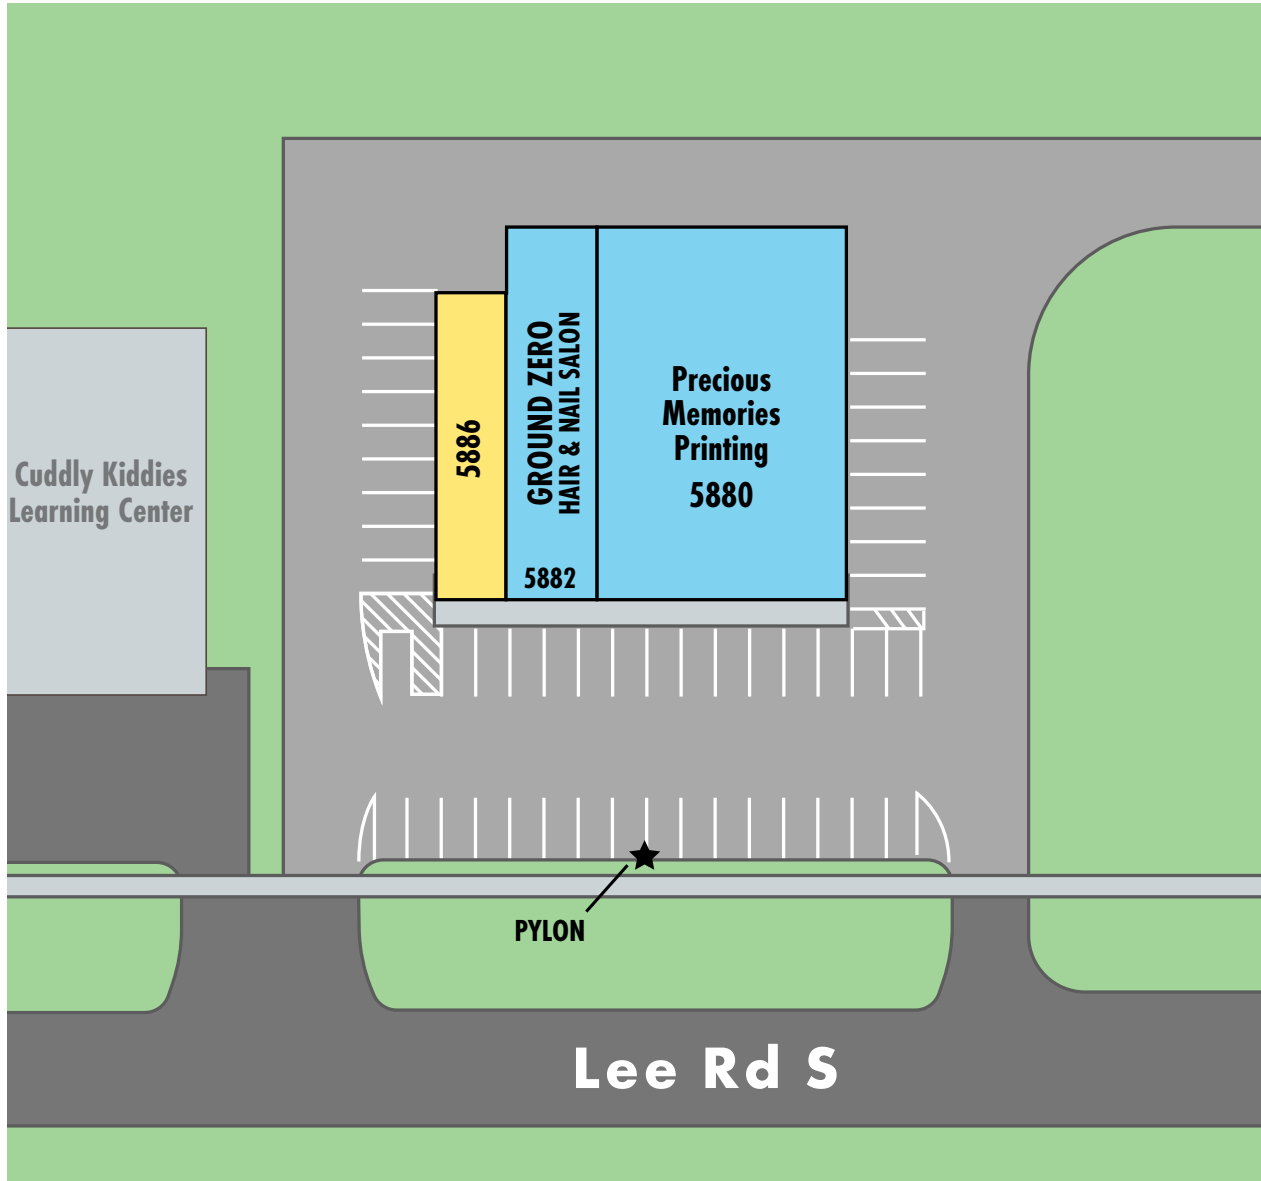 Cuddly Kiddies
Learning Center
5886
GROUND ZERO
HAIR & NAIL SALON
5882
Precious
Memories
Printing
5880
PYLON
Lee Rd S